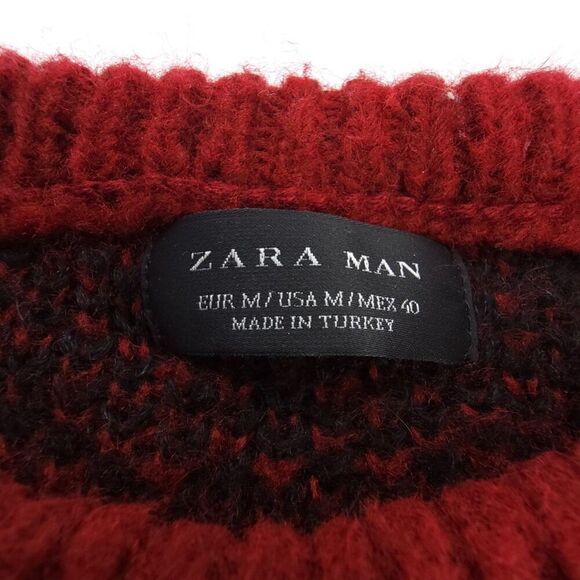 ZARA MAN
EUR M/USA M/MEX 40
MADE IN TURKEY